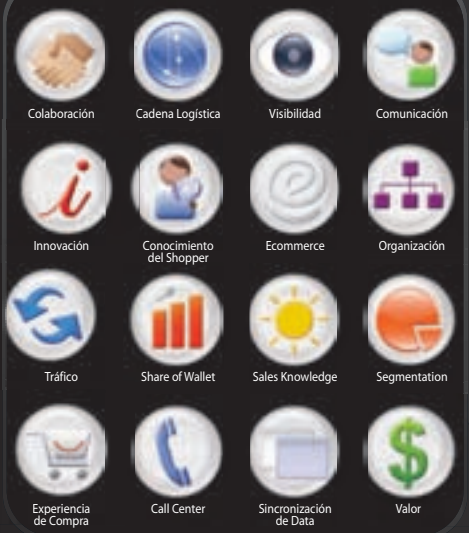 Colaboración
Cadena Logística
Visibilidad
Comunicación
Innovación
Conocimiento
del Shopper
Ecommerce
Organización
Tráfico
Share of Wallet
Sales Knowledge
Segmentation
Experiencia
de Compra
Call Center
Sincronización
de Data
Valor